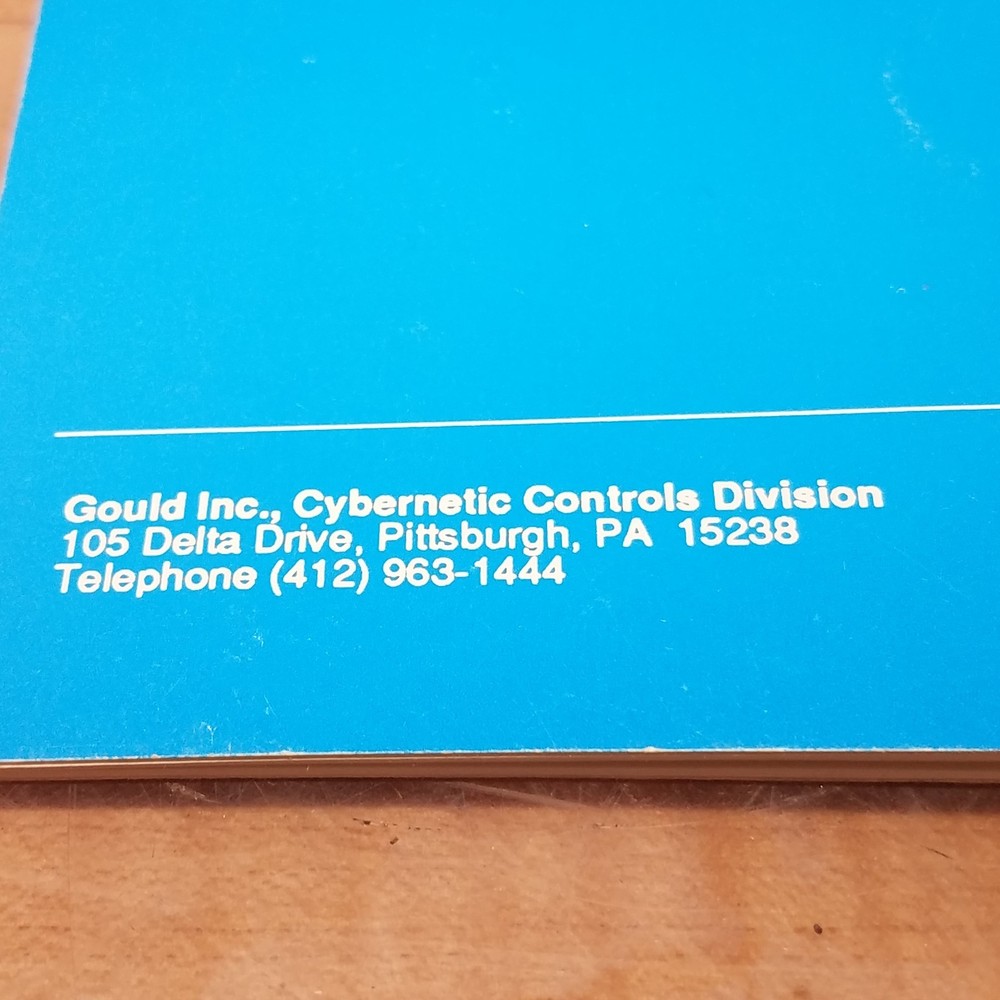 Gould Inc., Cybernetic Controls Division
105 Delta Drive, Pittsburgh, PA 15238
Telephone (412) 963-1444